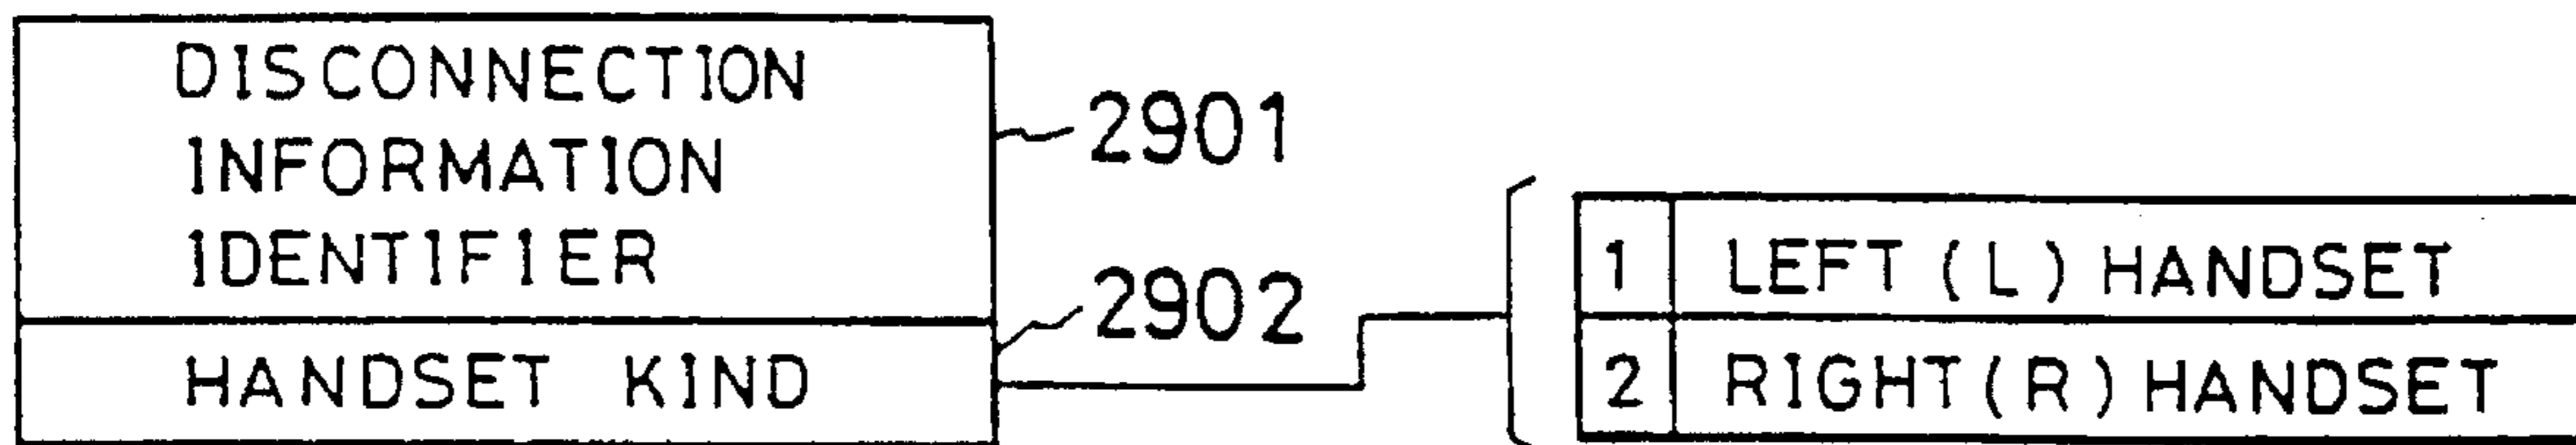 DISCONNECTION
INFORMATION
IDENTIFIER
2901
HANDSET KIND
2902
1 LEFT (L) HANDSET
2 RIGHT (R) HANDSET